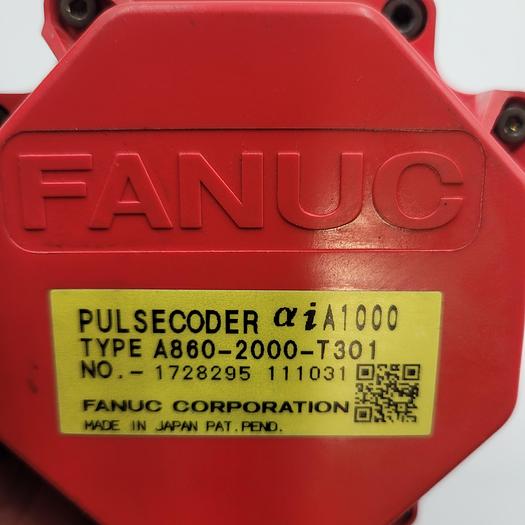 FANUC
PULSECODER αiA1000
TYPE A860-2000-T301
NO.- 1728295 111031
FANUC CORPORATION
MADE IN JAPAN PAT.PEND.